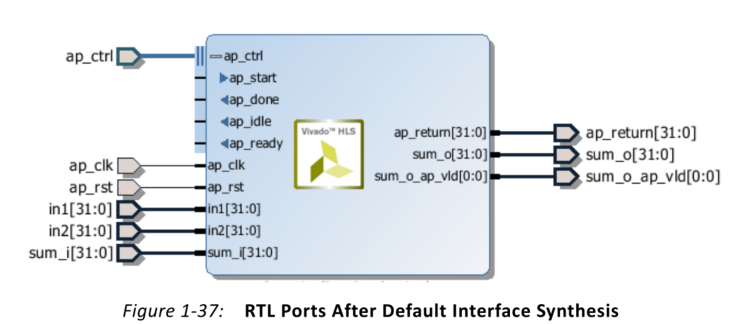 ap_ctrl
ap_ctrl
ap_start
ap_done
ap_idle
ap_ready
Vivado™ HLS
ap_return[31:0]
ap_return[31:0]
sum_o[31:0]
sum_o[31:0]
sum_o_ap_vld[0:0]
sum_o_ap_vld[0:0]
ap_clk
ap_clk
ap_rst
ap_rst
in1[31:0]
in1[31:0]
in2[31:0]
in2[31:0]
sum_i[31:0]
sum_i[31:0]
Figure 1-37: RTL Ports After Default Interface Synthesis